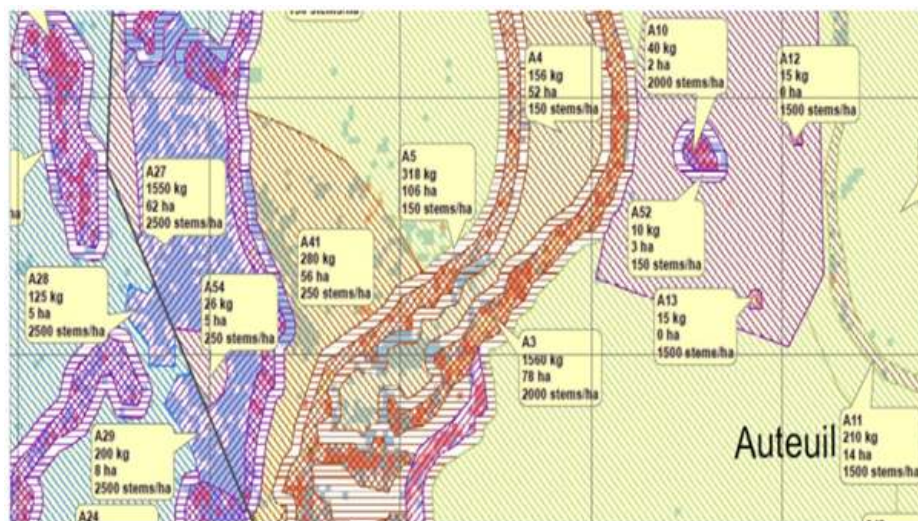 150 stems/ha
A10
40 kg
2 ha
2000 stems/ha
A12
15 kg
0 ha
1500 stems/ha
A4
156 kg
52 ha
150 stems/ha
A5
318 kg
106 ha
150 stems/ha
A27
1550 kg
62 ha
2500 stems/ha
A52
10 kg
3 ha
150 stems/ha
A41
280 kg
56 ha
250 stems/ha
A28
125 kg
5 ha
2500 stems/ha
A54
26 kg
5 ha
250 stems/ha
A13
15 kg
0 ha
1500 stems/ha
A3
1560 kg
78 ha
2000 stems/ha
A29
200 kg
8 ha
2500 stems/ha
Auteuil
A11
210 kg
14 ha
1500 stems/ha
A24